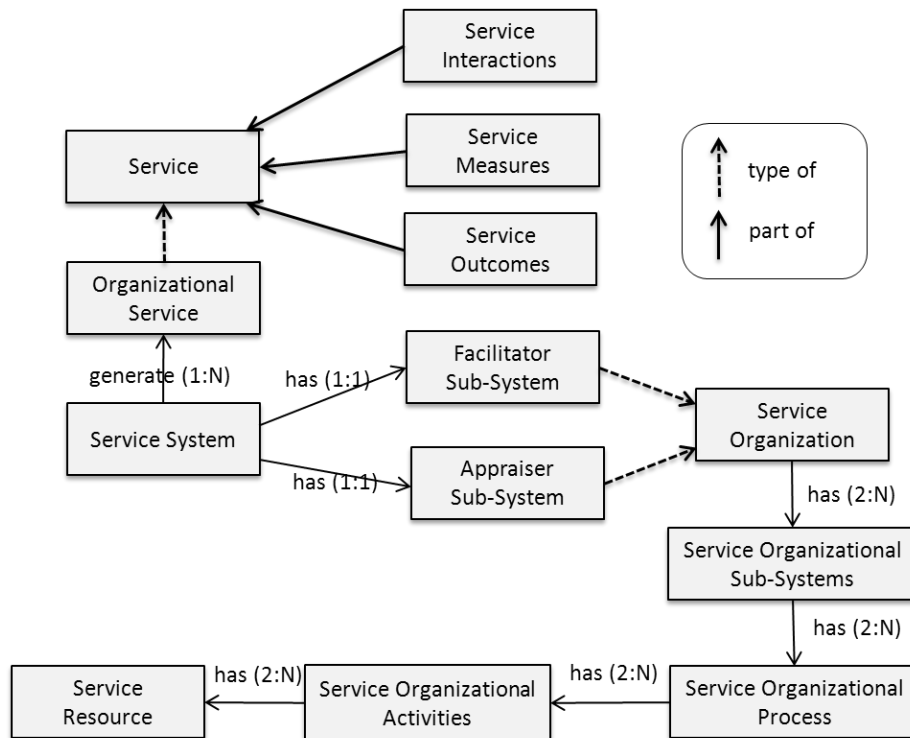 Service
Interactions
Service
Service
Measures
type of
part of
Service
Outcomes
Organizational
Service
generate (1:N)
has (1:1)
Facilitator
Sub-System
Service System
has (1:1)
Appraiser
Sub-System
Service
Organization
has (2:N)
Service Organizational
Sub-Systems
has (2:N)
Service Organizational
Process
has (2:N)
Service Organizational
Activities
has (2:N)
Service
Resource